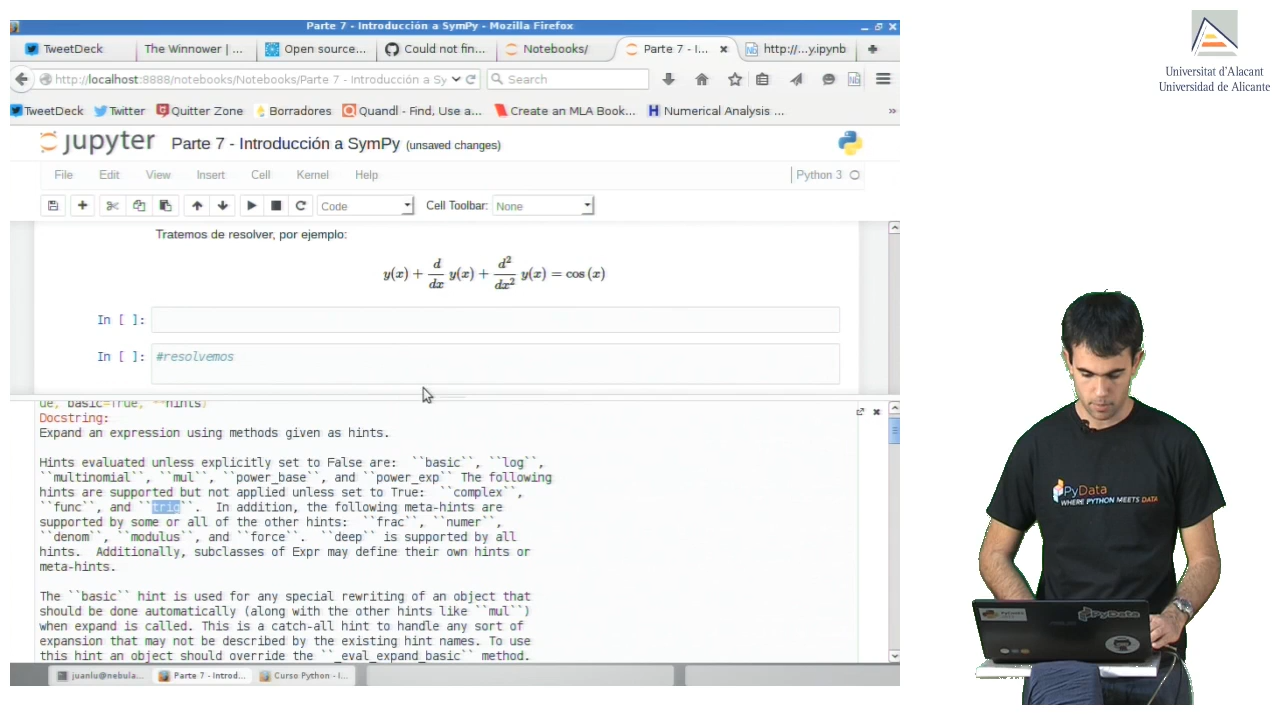 Parte 7 - Introducción a SymPy - Mozilla Firefox
TweetDeck
The Winnower | ...
Open source...
Could not fin...
Notebooks/
Parte 7 - I...
http://...y.ipynb
http://localhost:8888/notebooks/Notebooks/Parte 7 - Introducción a Sy
Search
TweetDeck
Twitter
Quitter Zone
Borradores
Quandl - Find, Use a...
Create an MLA Book...
Numerical Analysis ...
jupyter Parte 7 - Introducción a SymPy (unsaved changes)
File Edit View Insert Cell Kernel Help
Python 3
Code
Cell Toolbar: None
Tratemos de resolver, por ejemplo:
y(x) + d/dx y(x) + d²/dx² y(x) = cos (x)
In [ ]:
In [ ]: #resolvemos
ue, basic=True, **hints)
Docstring:
Expand an expression using methods given as hints.
Hints evaluated unless explicitly set to False are: ``basic``, ``log``,
``multinomial``, ``mul``, ``power_base``, and ``power_exp`` The following
hints are supported but not applied unless set to True: ``complex``,
``func``, and ``trig``. In addition, the following meta-hints are
supported by some or all of the other hints: ``frac``, ``numer``,
``denom``, ``modulus``, and ``force``. ``deep`` is supported by all
hints. Additionally, subclasses of Expr may define their own hints or
meta-hints.
The ``basic`` hint is used for any special rewriting of an object that
should be done automatically (along with the other hints like ``mul``)
when expand is called. This is a catch-all hint to handle any sort of
expansion that may not be described by the existing hint names. To use
this hint an object should override the ``_eval_expand_basic`` method.
juanlu@nebula...
Parte 7 - Introd...
Curso Python - I...
Universitat d'Alacant
Universidad de Alicante
PyData
WHERE PYTHON MEETS DATA
PyData